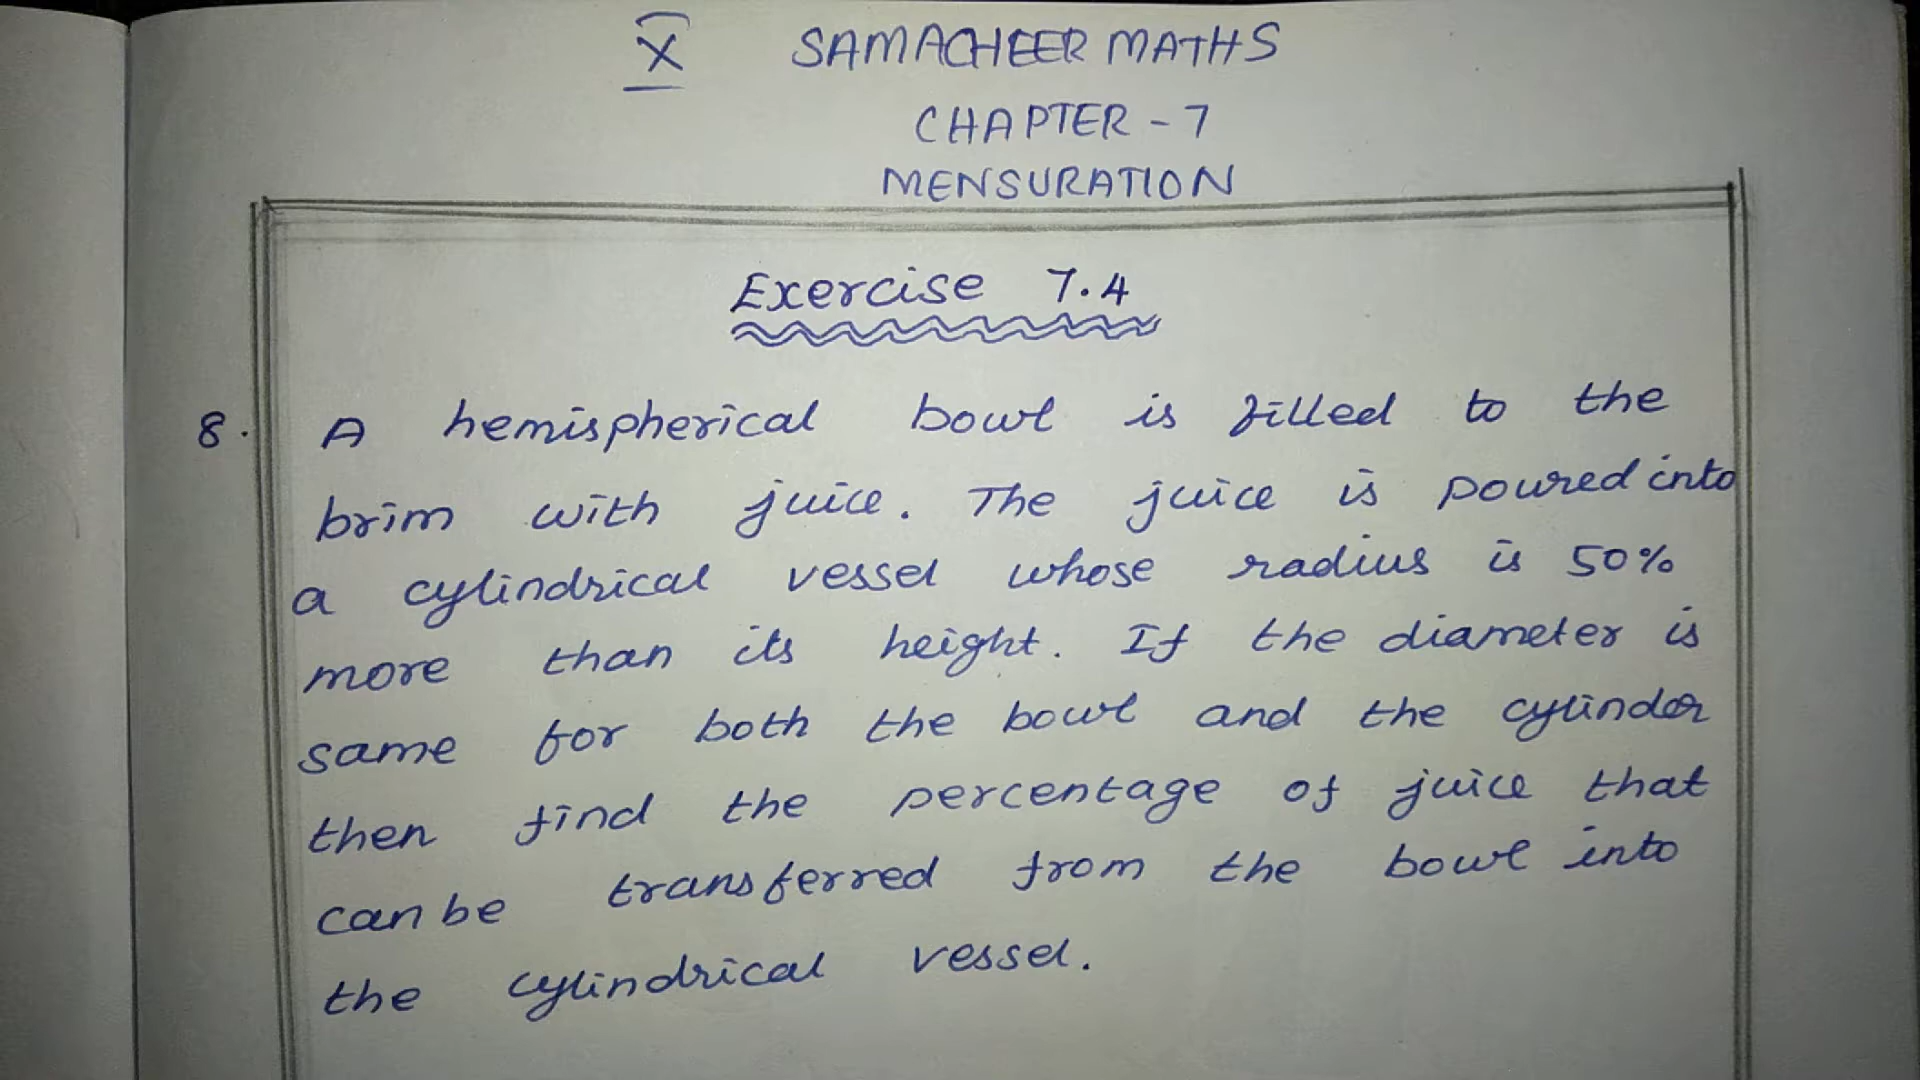 X SAMACHEER MATHS
CHAPTER - 7
MENSURATION
Exercise 7.4
8. A hemispherical bowl is filled to the
brim with juice. The juice is poured into
a cylindrical vessel whose radius is 50%
more than its height. If the diameter is
same for both the bowl and the cylinder
then find the percentage of juice that
can be transferred from the bowl into
the cylindrical vessel.